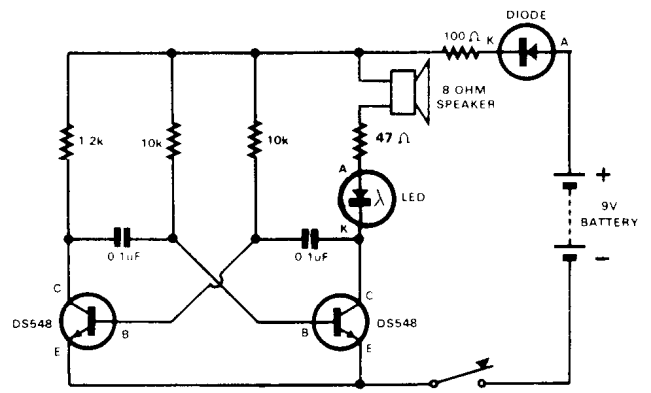 DIODE
100 Ω K A
8 OHM
SPEAKER
1.2k 10k 10k 47 Ω
A
λ LED
K
+
9V
BATTERY
−
0.1uF 0.1uF
C C
DS548 B B DS548
E E